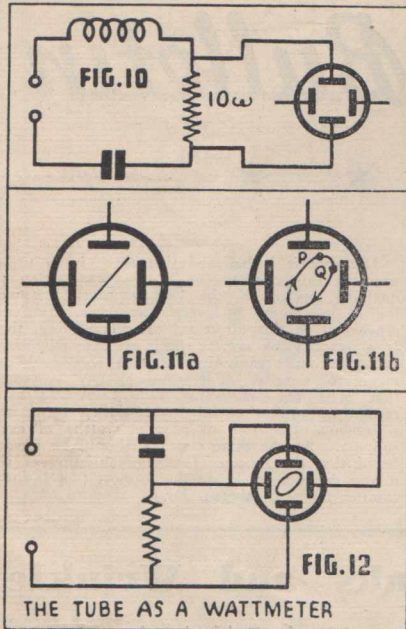 FIG.10
10ω
FIG.11a
P
Q
FIG.11b
FIG.12
THE TUBE AS A WATTMETER